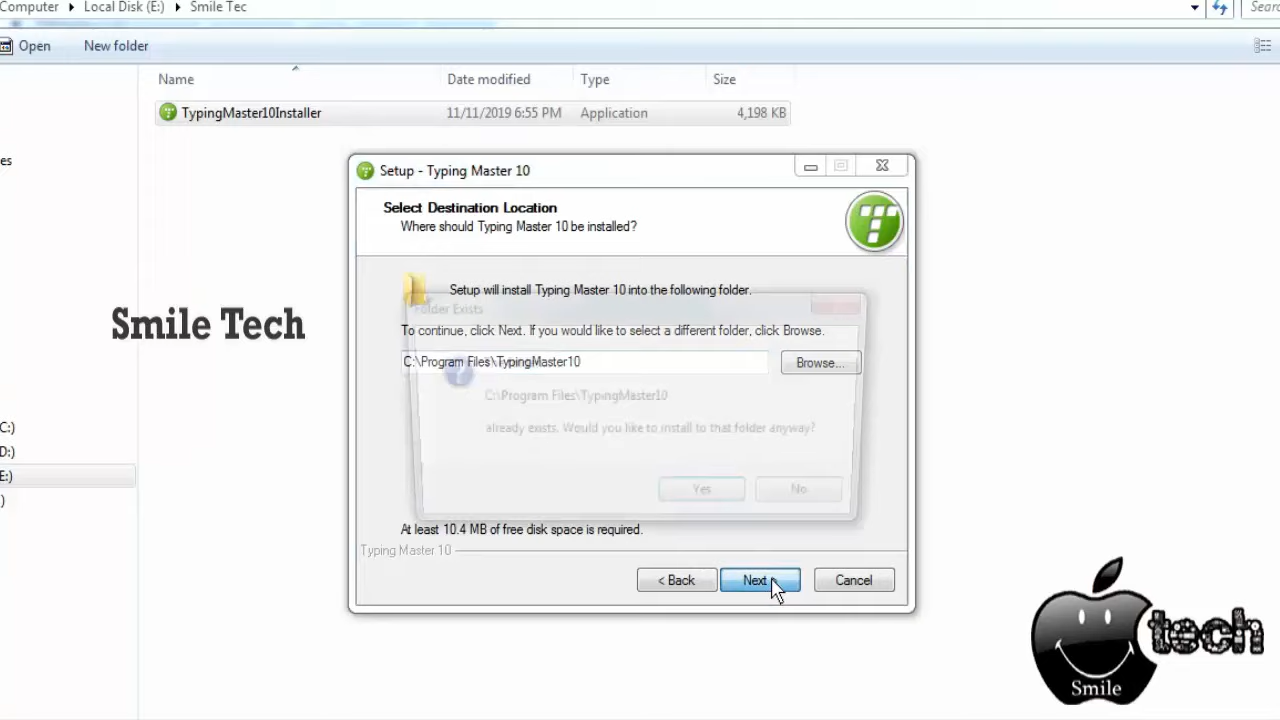 Computer ▸ Local Disk (E:) ▸ Smile Tec
Open New folder
Name Date modified Type Size
TypingMaster10Installer 11/11/2019 6:55 PM Application 4,198 KB
es
C:)
D:)
E:)
)
Smile Tech
Setup - Typing Master 10
Select Destination Location
Where should Typing Master 10 be installed?
Setup will install Typing Master 10 into the following folder.
Folder Exists
To continue, click Next. If you would like to select a different folder, click Browse.
C:\Program Files\TypingMaster10
Browse...
C:\Program Files\TypingMaster10
already exists. Would you like to install to that folder anyway?
Yes No
At least 10.4 MB of free disk space is required.
Typing Master 10
< Back Next Cancel
tech
Smile